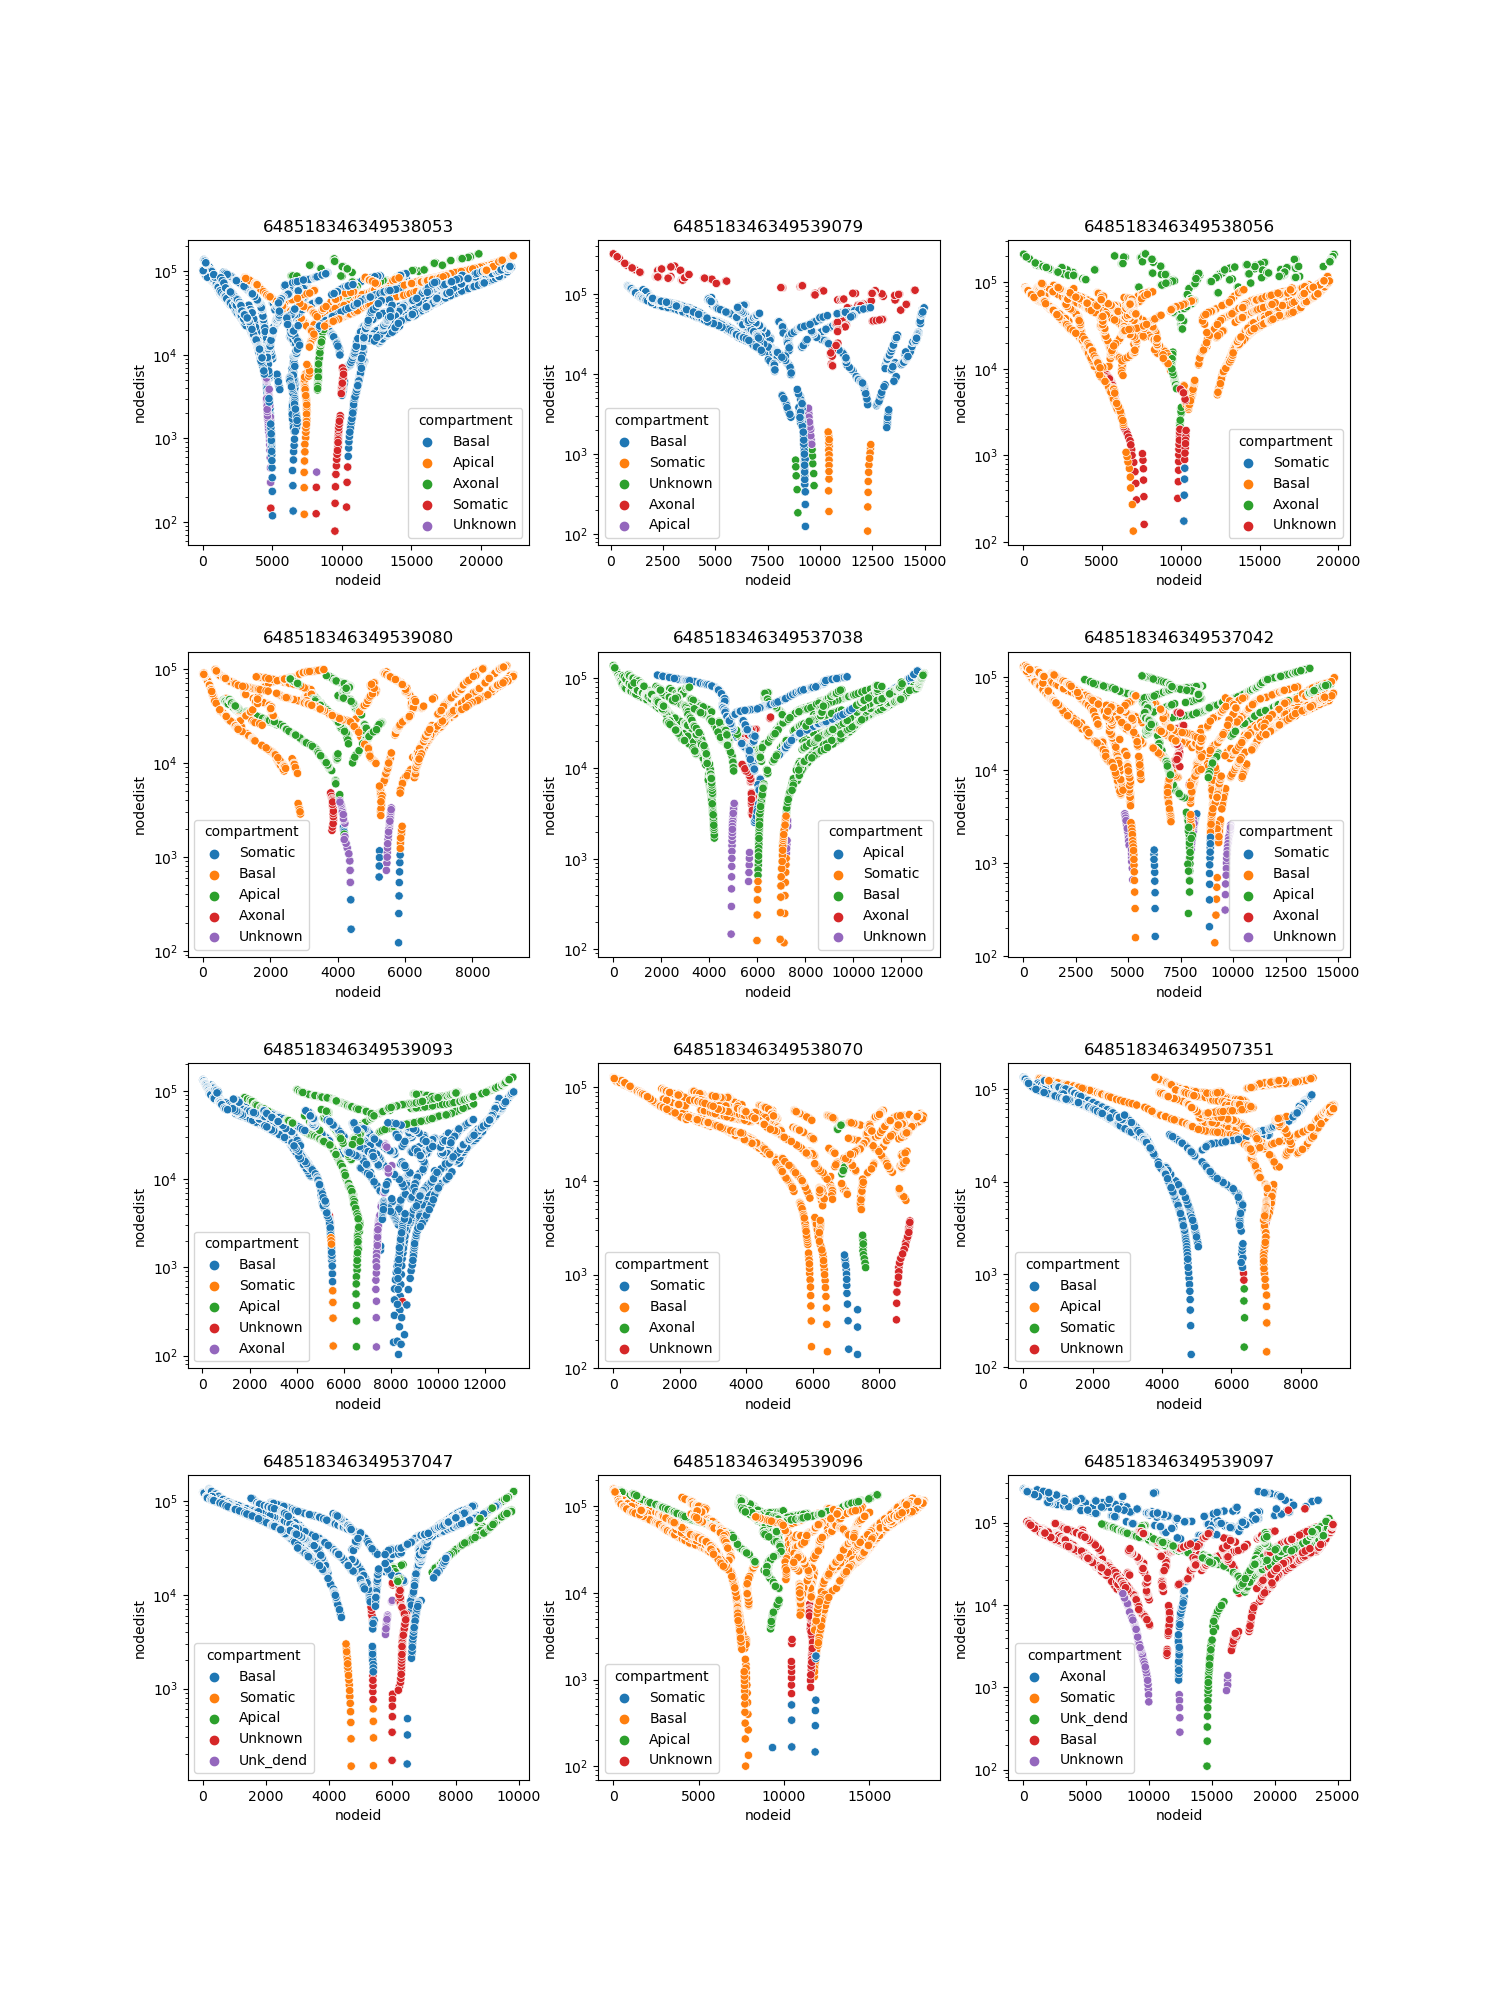 648518346349538053
648518346349539079
648518346349538056
nodedist
10^5
10^4
10^3
10^2
compartment
Basal
Apical
Axonal
Somatic
Unknown
0 5000 10000 15000 20000
nodeid
nodedist
10^5
10^4
10^3
10^2
compartment
Basal
Somatic
Unknown
Axonal
Apical
0 2500 5000 7500 10000 12500 15000
nodeid
nodedist
10^5
10^4
10^3
10^2
compartment
Somatic
Basal
Axonal
Unknown
0 5000 10000 15000 20000
nodeid
648518346349539080
648518346349537038
648518346349537042
nodedist
10^5
10^4
10^3
10^2
compartment
Somatic
Basal
Apical
Axonal
Unknown
0 2000 4000 6000 8000
nodeid
nodedist
10^5
10^4
10^3
10^2
compartment
Apical
Somatic
Basal
Axonal
Unknown
0 2000 4000 6000 8000 10000 12000
nodeid
nodedist
10^5
10^4
10^3
10^2
compartment
Somatic
Basal
Apical
Axonal
Unknown
0 2500 5000 7500 10000 12500 15000
nodeid
648518346349539093
648518346349538070
648518346349507351
nodedist
10^5
10^4
10^3
10^2
compartment
Basal
Somatic
Apical
Unknown
Axonal
0 2000 4000 6000 8000 10000 12000
nodeid
nodedist
10^5
10^4
10^3
10^2
compartment
Somatic
Basal
Axonal
Unknown
0 2000 4000 6000 8000
nodeid
nodedist
10^5
10^4
10^3
10^2
compartment
Basal
Apical
Somatic
Unknown
0 2000 4000 6000 8000
nodeid
648518346349537047
648518346349539096
648518346349539097
nodedist
10^5
10^4
10^3
compartment
Basal
Somatic
Apical
Unknown
Unk_dend
0 2000 4000 6000 8000 10000
nodeid
nodedist
10^5
10^4
10^3
10^2
compartment
Somatic
Basal
Apical
Unknown
0 5000 10000 15000
nodeid
nodedist
10^5
10^4
10^3
10^2
compartment
Axonal
Somatic
Unk_dend
Basal
Unknown
0 5000 10000 15000 20000 25000
nodeid